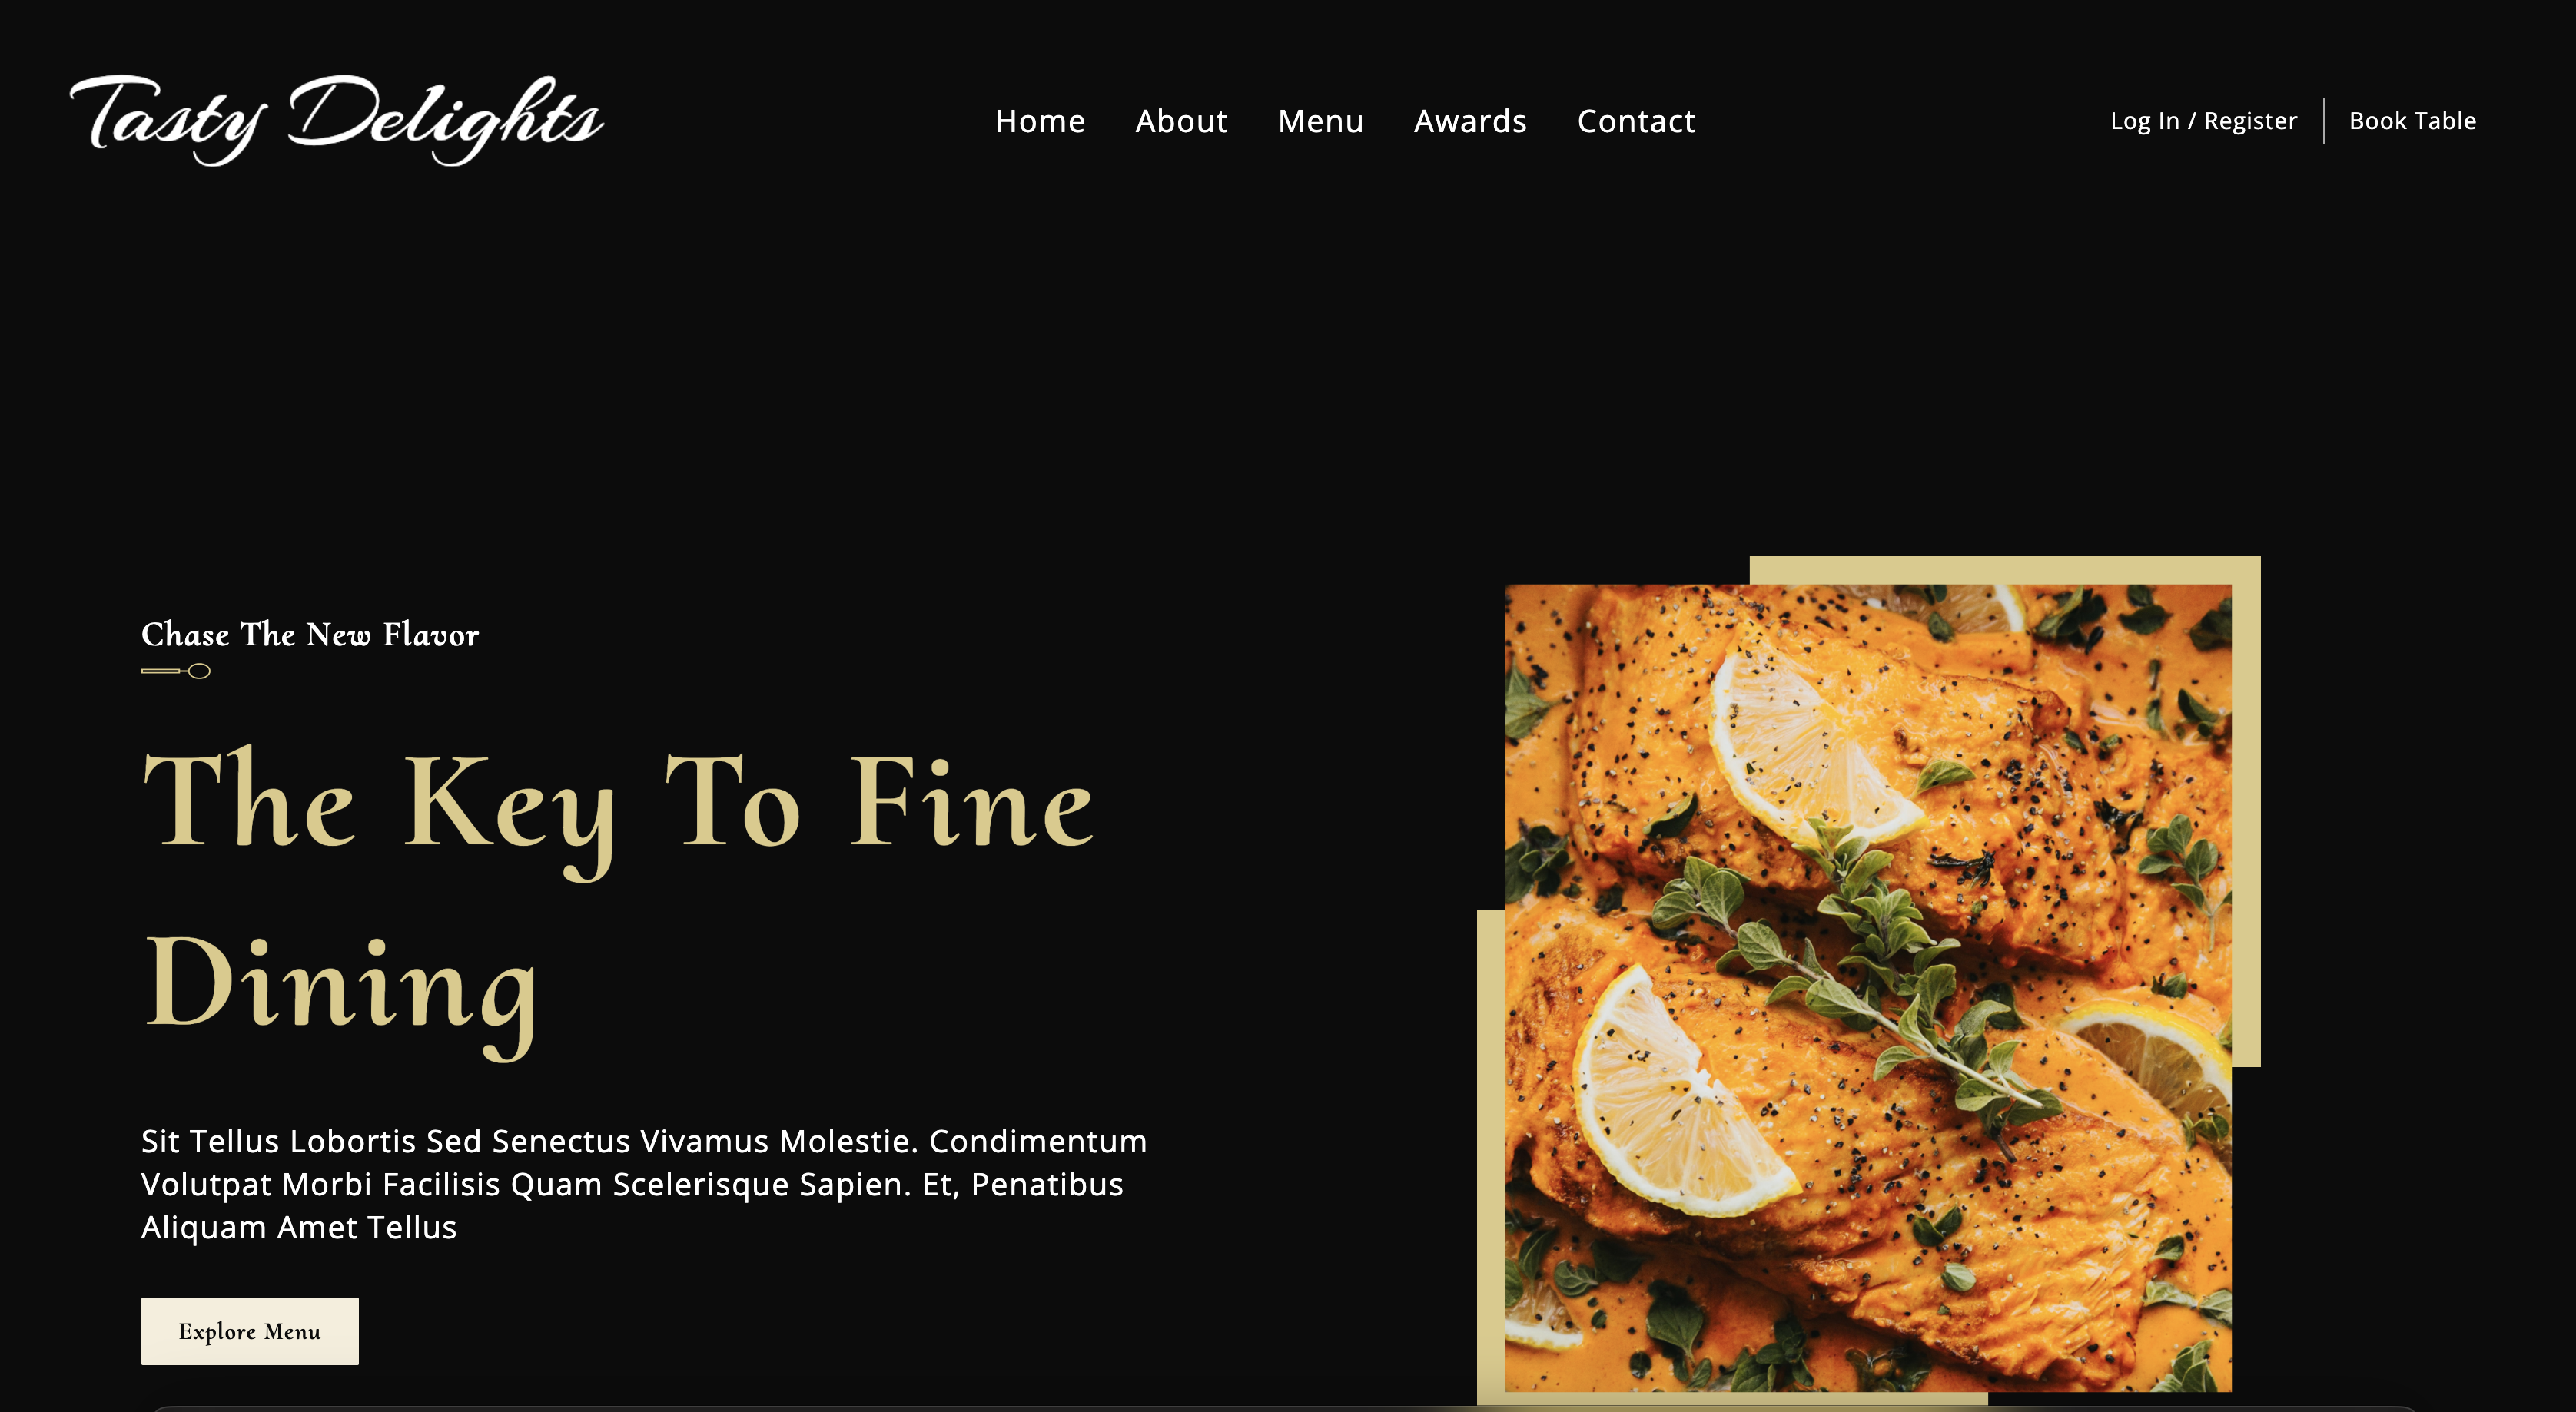 Tasty Delights
Home About Menu Awards Contact
Log In / Register Book Table
Chase The New Flavor
The Key To Fine
Dining
Sit Tellus Lobortis Sed Senectus Vivamus Molestie. Condimentum
Volutpat Morbi Facilisis Quam Scelerisque Sapien. Et, Penatibus
Aliquam Amet Tellus
Explore Menu